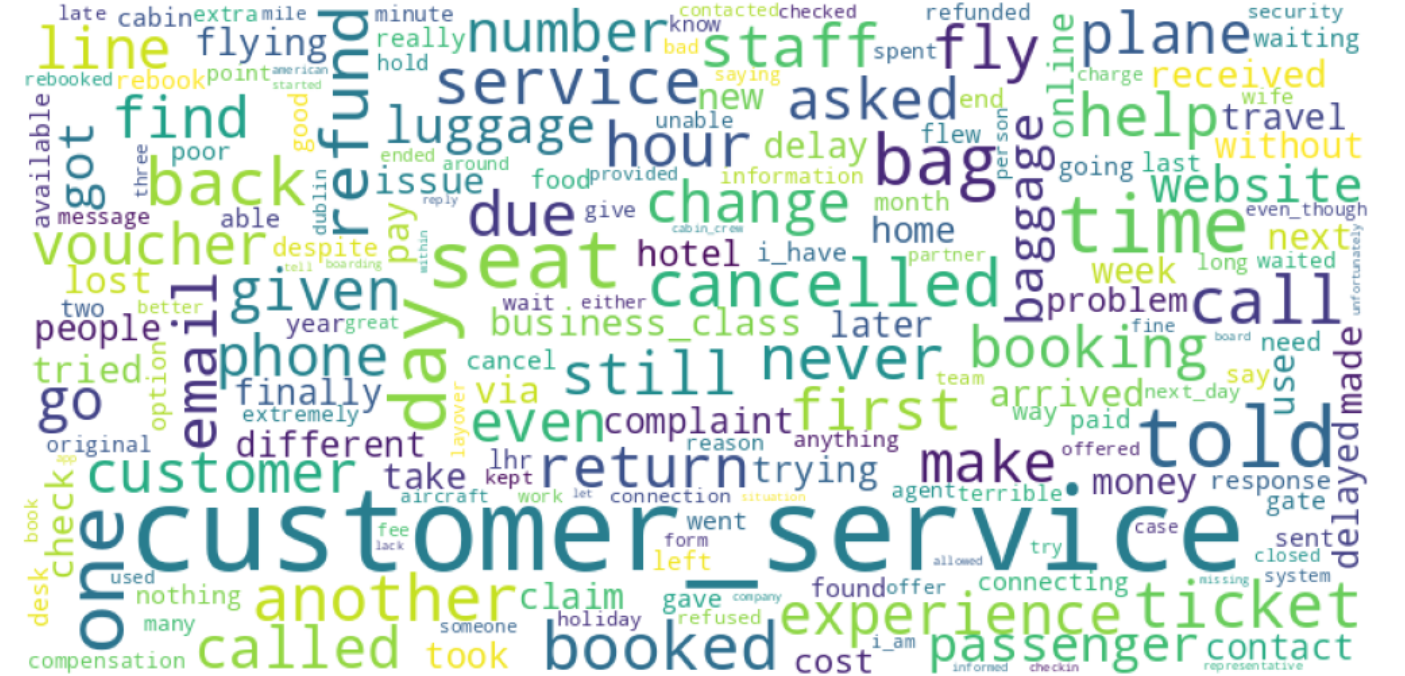 late cabin extra mile minute contacted checked refunded security
line flying refund really number know staff spent fly online plane waiting
hold bad
rebooked rebook point american service saying asked charge received
started new end wife
available find good luggage unable hour delay flew person help travel
got poor three ended around bag baggage without
back dublin issue food provided information going last website
message able reply due give change month time even_though
voucher despite pay within seat cabin_crew home next
lost tell boarding hotel i_have partner week long waited unfortunately
two better email given day wait either cancelled problem call
people year great business_class later fine
tried option phone cancel still never booking board need
go finally layover via team arrived next_day use say made
extremely even complaint first way paid
original different reason anything offered told delayed
app customer take lhr kept return trying make money response
check aircraft work let connection situation agent terrible gate
book one customer_service went case sent
desk fee form try closed
lack left allowed
used nothing another claim gave company found offer connecting missing system
many someone holiday refused experience ticket
compensation called took booked cost i_am passenger contact
informed checkin representative